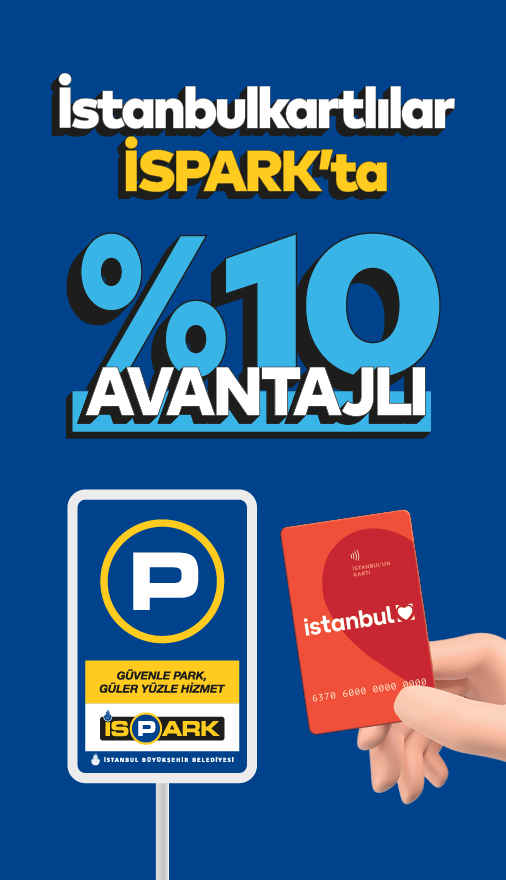 İstanbulkartlılar
İSPARK'ta
%10
AVANTAJLI
P
GÜVENLE PARK,
GÜLER YÜZLE HİZMET
İSPARK
İSTANBUL BÜYÜKŞEHİR BELEDİYESİ
İSTANBUL'UN
KARTI
istanbul
6370 6000 0000 0000